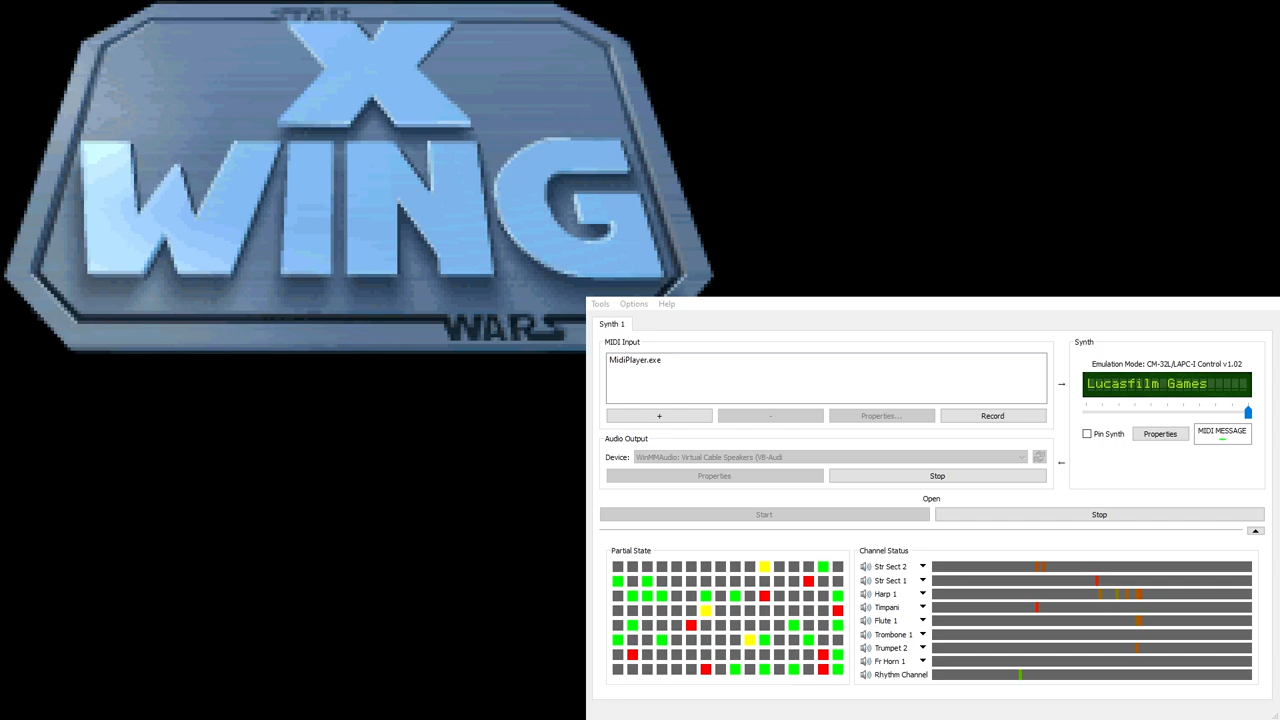 STAR
X
WING
WARS
Tools Options Help
Synth 1
MIDI Input
MidiPlayer.exe
+ - Properties... Record
Audio Output
Device: WinMMAudio: Virtual Cable Speakers (VB-Audi
Properties Stop
Synth
Emulation Mode: CM-32L/LAPC-I Control v1.02
Lucasfilm Games
Pin Synth Properties MIDI MESSAGE
Open
Start Stop
Partial State
Channel Status
Str Sect 2
Str Sect 1
Harp 1
Timpani
Flute 1
Trombone 1
Trumpet 2
Fr Horn 1
Rhythm Channel